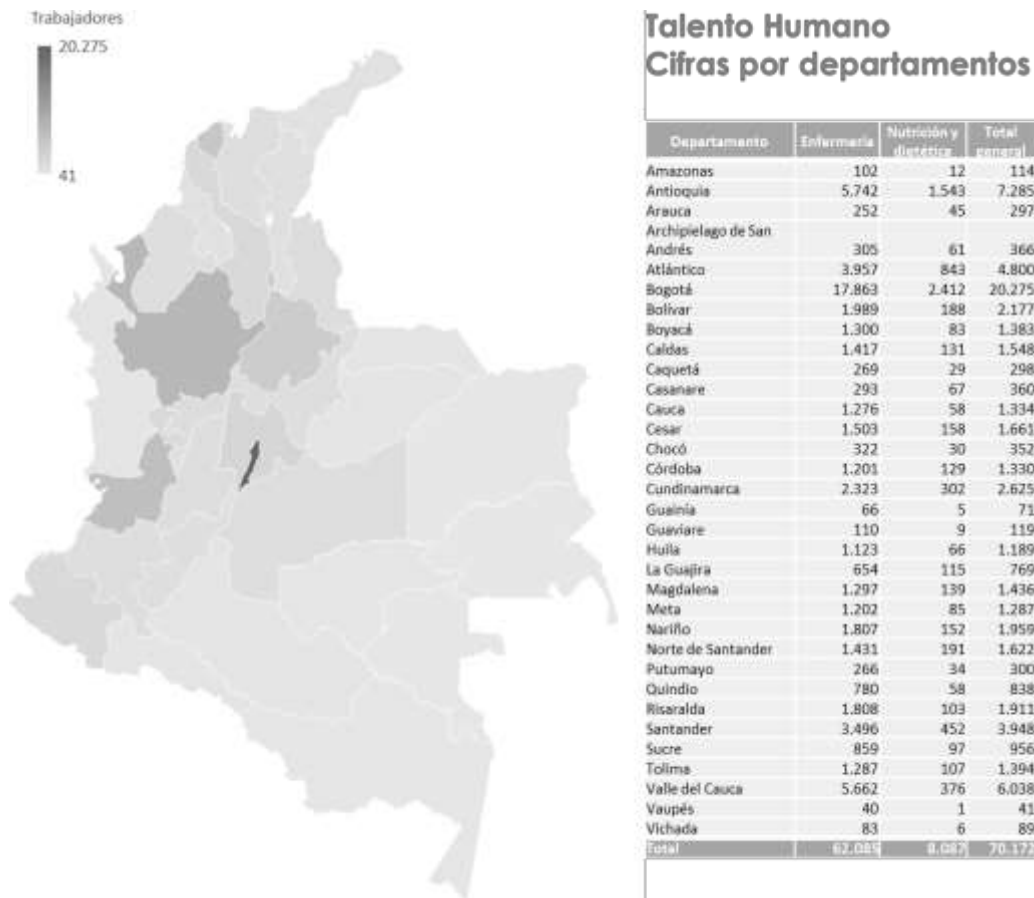 Trabajadores
20.275
41
Talento Humano
Cifras por departamentos
Departamento Enfermería Nutrición y dietética Total general
Amazonas 102 12 114
Antioquia 5.742 1.543 7.285
Arauca 252 45 297
Archipielago de San
Andrés 305 61 366
Atlántico 3.957 843 4.800
Bogotá 17.863 2.412 20.275
Bolívar 1.989 188 2.177
Boyacá 1.300 83 1.383
Caldas 1.417 131 1.548
Caquetá 269 29 298
Casanare 293 67 360
Cauca 1.276 58 1.334
Cesar 1.503 158 1.661
Chocó 322 30 352
Córdoba 1.201 129 1.330
Cundinamarca 2.323 302 2.625
Guainía 66 5 71
Guaviare 110 9 119
Huila 1.123 66 1.189
La Guajira 654 115 769
Magdalena 1.297 139 1.436
Meta 1.202 85 1.287
Nariño 1.807 152 1.959
Norte de Santander 1.431 191 1.622
Putumayo 266 34 300
Quindio 780 58 838
Risaralda 1.808 103 1.911
Santander 3.496 452 3.948
Sucre 859 97 956
Tolima 1.287 107 1.394
Valle del Cauca 5.662 376 6.038
Vaupés 40 1 41
Vichada 83 6 89
Total 62.085 8.087 70.172